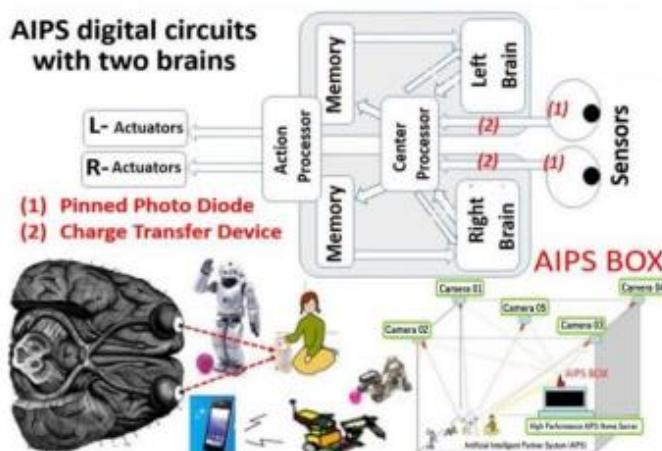 AIPS digital circuits
with two brains
Memory
Left
Brain
L- Actuators
R- Actuators
Action
Processor
Center
Processor
(1)
(2)
(2)
(1)
Sensors
(1) Pinned Photo Diode
(2) Charge Transfer Device
Memory
Right
Brain
AIPS BOX
Camera 01
Camera 04
Camera 02
Camera 05
Camera 03
AIPS BOX
High Performance AIPS Home Server
Artificial Intelligent Partner System (AIPS)